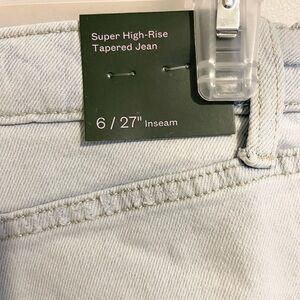 Super High-Rise
Tapered Jean
6 / 27" Inseam